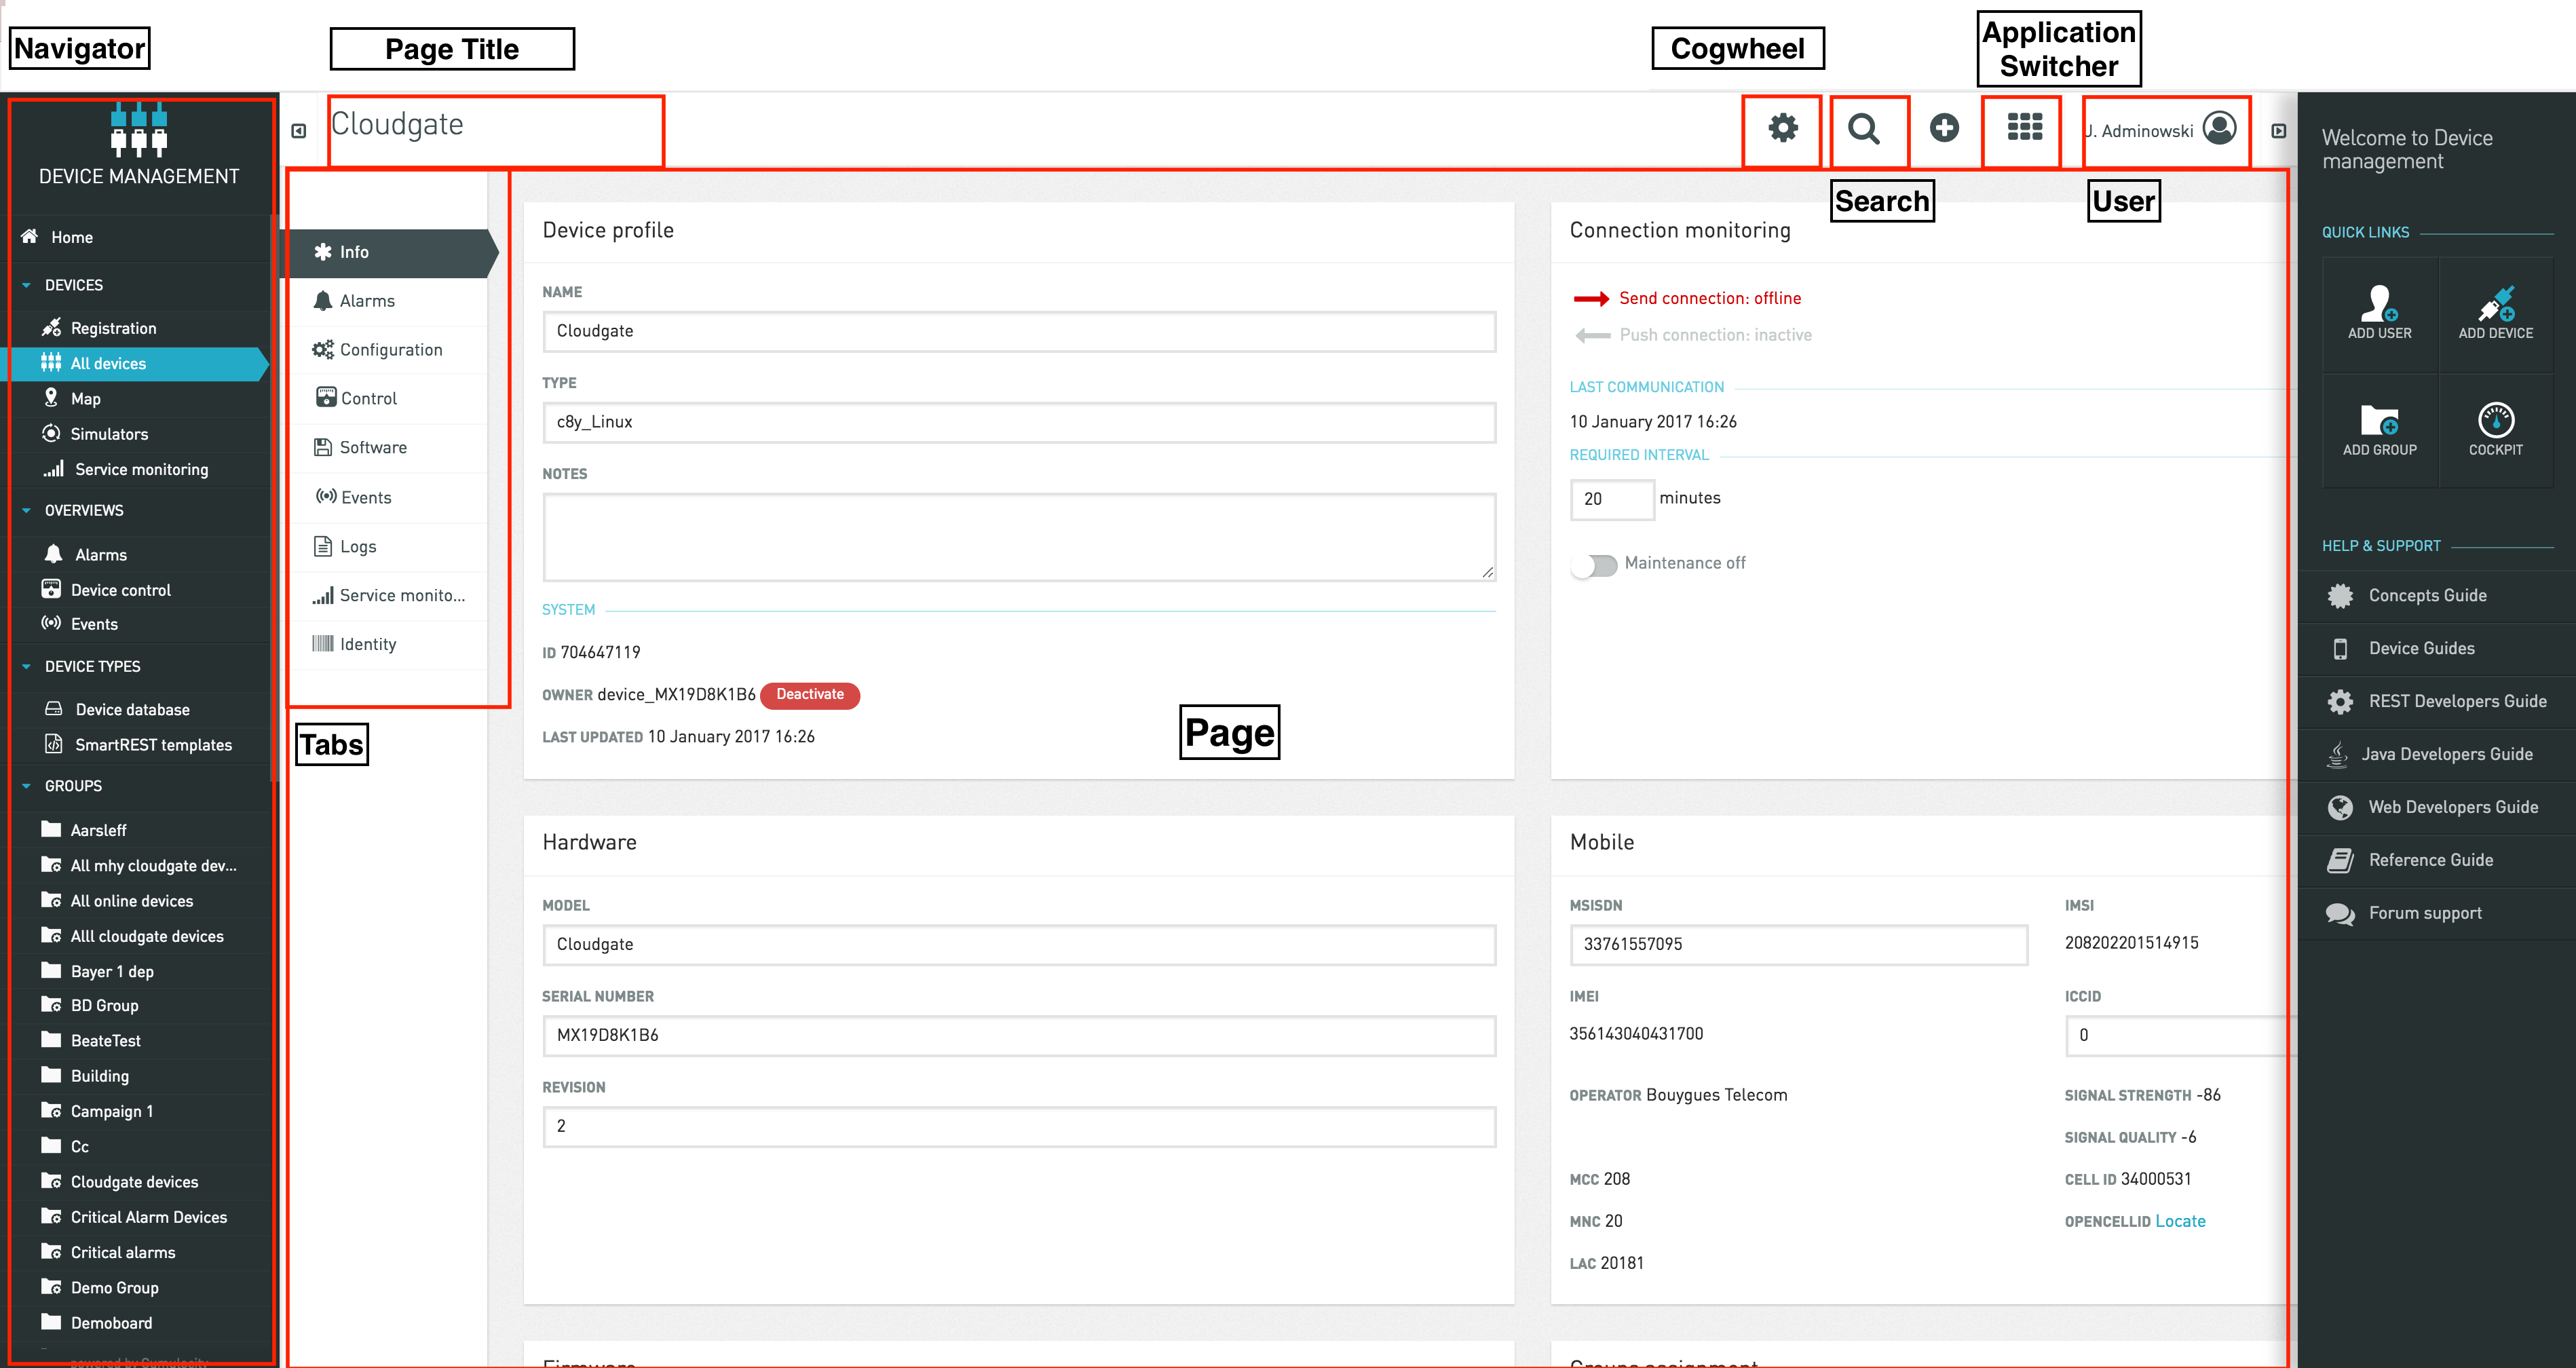 Navigator
Page Title
Cogwheel
Application
Switcher
DEVICE MANAGEMENT
Home
DEVICES
Registration
All devices
Map
Simulators
Service monitoring
OVERVIEWS
Alarms
Device control
Events
DEVICE TYPES
Device database
SmartREST templates
GROUPS
Aarsleff
All mhy cloudgate dev...
All online devices
Alll cloudgate devices
Bayer 1 dep
BD Group
BeateTest
Building
Campaign 1
Cc
Cloudgate devices
Critical Alarm Devices
Critical alarms
Demo Group
Demoboard
powered by Cumulocity
Cloudgate
J. Adminowski
Search
User
Info
Alarms
Configuration
Control
Software
Events
Logs
Service monito...
Identity
Tabs
Device profile
NAME
Cloudgate
TYPE
c8y_Linux
NOTES
SYSTEM
ID 704647119
OWNER device_MX19D8K1B6 Deactivate
LAST UPDATED 10 January 2017 16:26
Page
Connection monitoring
Send connection: offline
Push connection: inactive
LAST COMMUNICATION
10 January 2017 16:26
REQUIRED INTERVAL
20 minutes
Maintenance off
Hardware
MODEL
Cloudgate
SERIAL NUMBER
MX19D8K1B6
REVISION
2
Mobile
MSISDN
33761557095
IMSI
208202201514915
IMEI
356143040431700
ICCID
0
OPERATOR Bouygues Telecom
SIGNAL STRENGTH -86
SIGNAL QUALITY -6
MCC 208
CELL ID 34000531
MNC 20
OPENCELLID Locate
LAC 20181
Firmware
Groups assignment
Welcome to Device
management
QUICK LINKS
ADD USER
ADD DEVICE
ADD GROUP
COCKPIT
HELP & SUPPORT
Concepts Guide
Device Guides
REST Developers Guide
Java Developers Guide
Web Developers Guide
Reference Guide
Forum support